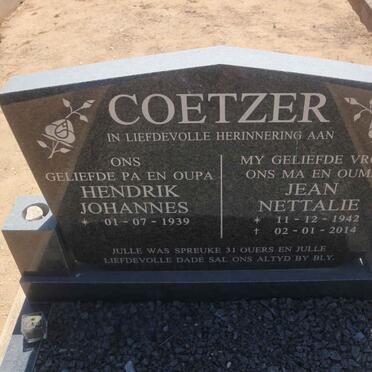 COETZER
IN LIEFDEVOLLE HERINNERING AAN
ONS
GELIEFDE PA EN OUPA
HENDRIK
JOHANNES
* 01-07-1939
MY GELIEFDE VRO
ONS MA EN OUM
JEAN
NETTALIE
* 11-12-1942
† 02-01-2014
JULLE WAS SPREUKE 31 OUERS EN JULLE
LIEFDEVOLLE DADE SAL ONS ALTYD BY BLY.